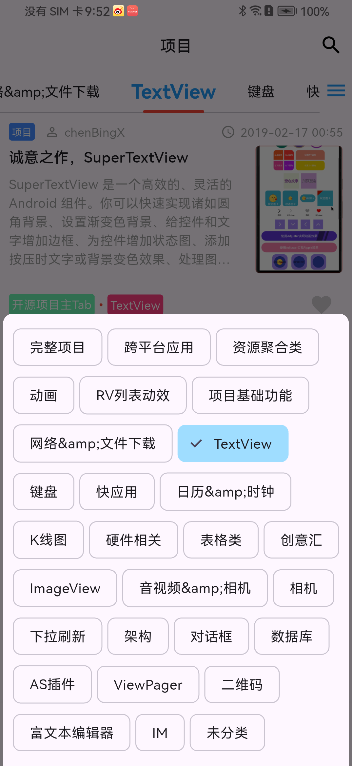 没有 SIM 卡 9:52 100%
项目
络&amp;文件下载 TextView 键盘 快
项目 chenBingX 2019-02-17 00:55
诚意之作，SuperTextView
SuperTextView 是一个高效的、灵活的
Android 组件。你可以快速实现诸如圆
角背景、设置渐变背景、给控件和文
字增加边框、为控件增加状态图、添加
按压时文字或背景变色效果、处理图...
开源项目主Tab · TextView
完整项目 跨平台应用 资源聚合类
动画 RV列表动效 项目基础功能
网络&amp;文件下载 TextView
键盘 快应用 日历&amp;时钟
K线图 硬件相关 表格类 创意汇
ImageView 音视频&amp;相机 相机
下拉刷新 架构 对话框 数据库
AS插件 ViewPager 二维码
富文本编辑器 IM 未分类